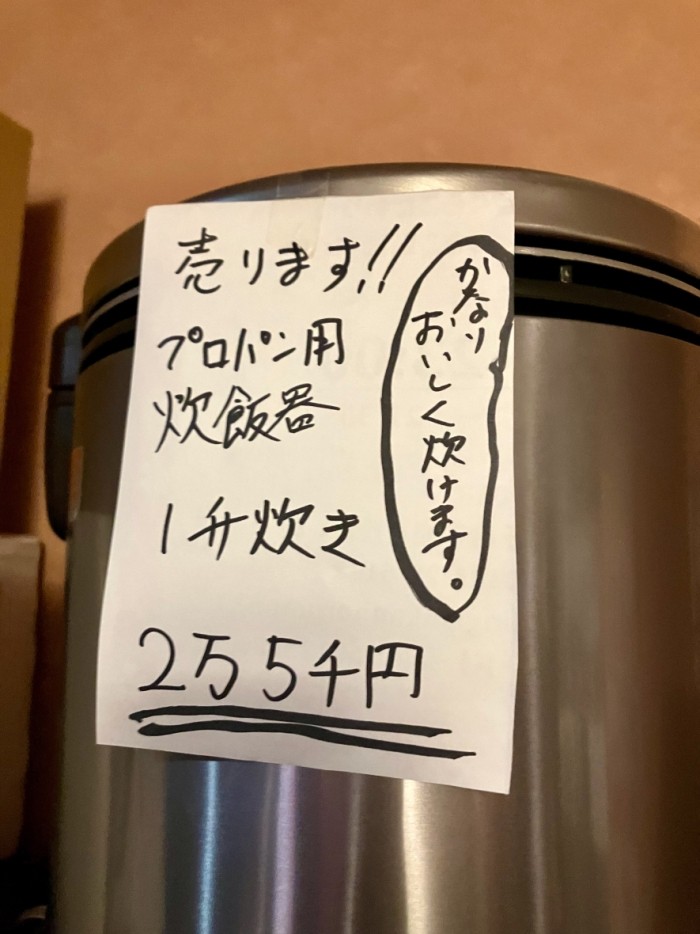 売ります!!
プロパン用
炊飯器
1升炊き
2万5千円
かなり
おいしく炊けます。